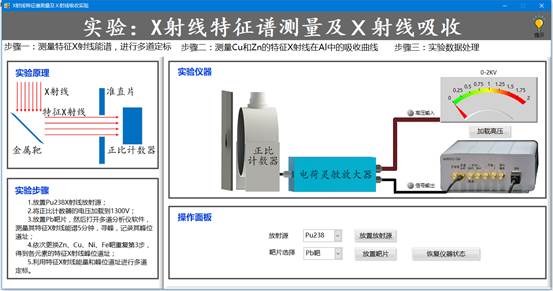 X射线特征谱测量及X射线吸收实验
实验：X射线特征谱测量及X射线吸收
提示
步骤一：测量特征X射线能谱，进行多道定标 步骤二：测量Cu和Zn的特征X射线在Al中的吸收曲线 步骤三：实验数据处理
实验原理
X射线
准直片
特征X射线
金属靶
正比计数器
实验步骤
1.放置Pu238X射线放射源；
2.将正比计数器的电压加载到1300V；
3.放置Pb靶片，然后打开多道分析仪软件，
测量其特征X射线能谱5分钟，寻峰，记录其峰位
道址；
4.依次更换Zn、Cu、Ni、Fe靶重复第3步，
得到各元素的特征X射线峰位道址；
5.利用特征X射线能量和峰位道址进行多道
定标。
实验仪器
正比
计数器
电荷灵敏放大器
高压输入
信号输出
0-2KV
0 0.25 0.5 0.75 1 1.25 1.5 1.75 2
加载高压
操作面板
放射源 Pu238 放置放射源
靶片选择 Pb靶 放置靶片 恢复仪器状态